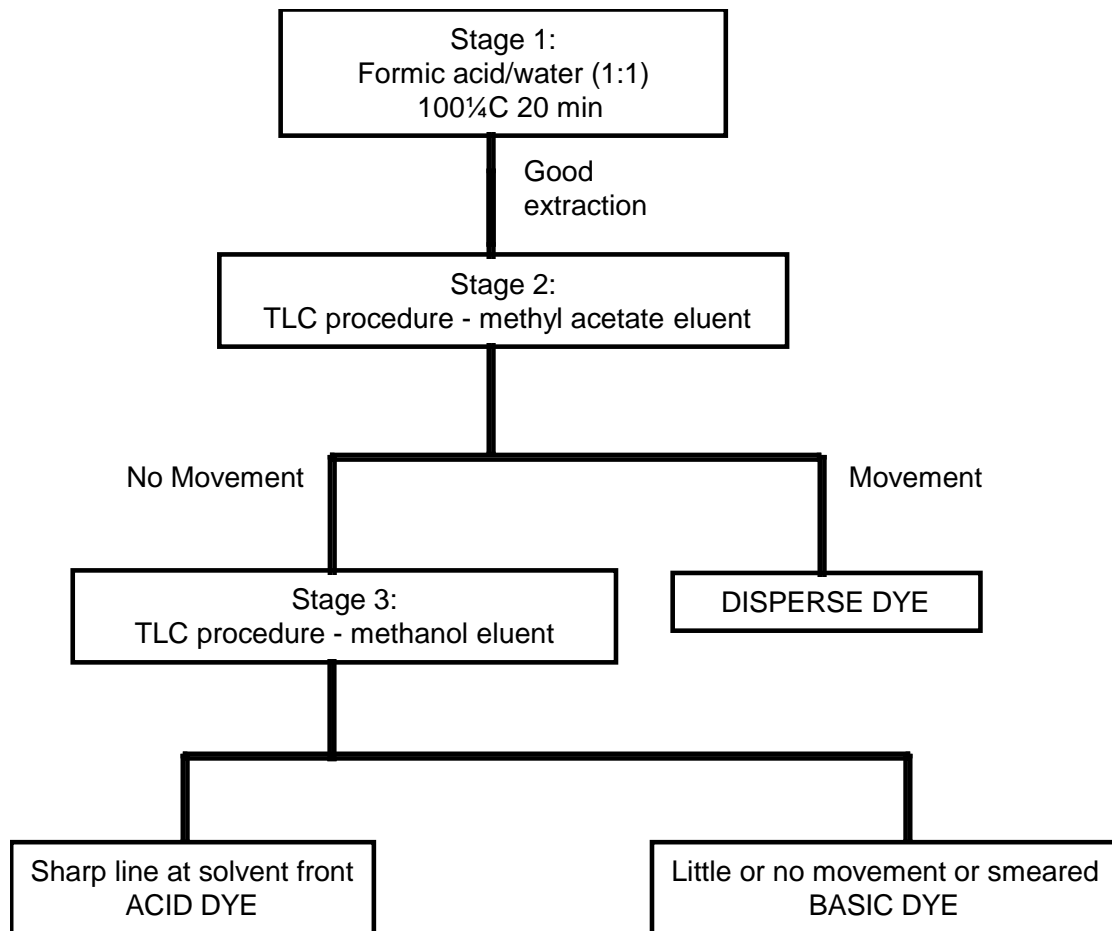 Stage 1:
Formic acid/water (1:1)
100¼C 20 min
Good
extraction
Stage 2:
TLC procedure - methyl acetate eluent
No Movement
Movement
Stage 3:
TLC procedure - methanol eluent
DISPERSE DYE
Sharp line at solvent front
ACID DYE
Little or no movement or smeared
BASIC DYE